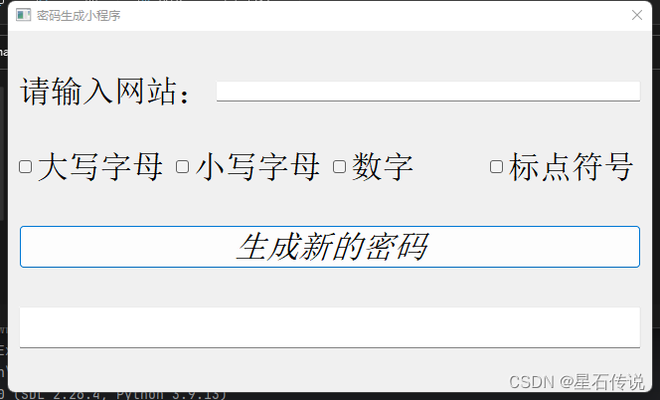 密码生成小程序
请输入网站：
大写字母 小写字母 数字 标点符号
生成新的密码
CSDN @星石传说
0 (SDL 2.28.4, Python 3.9.13)